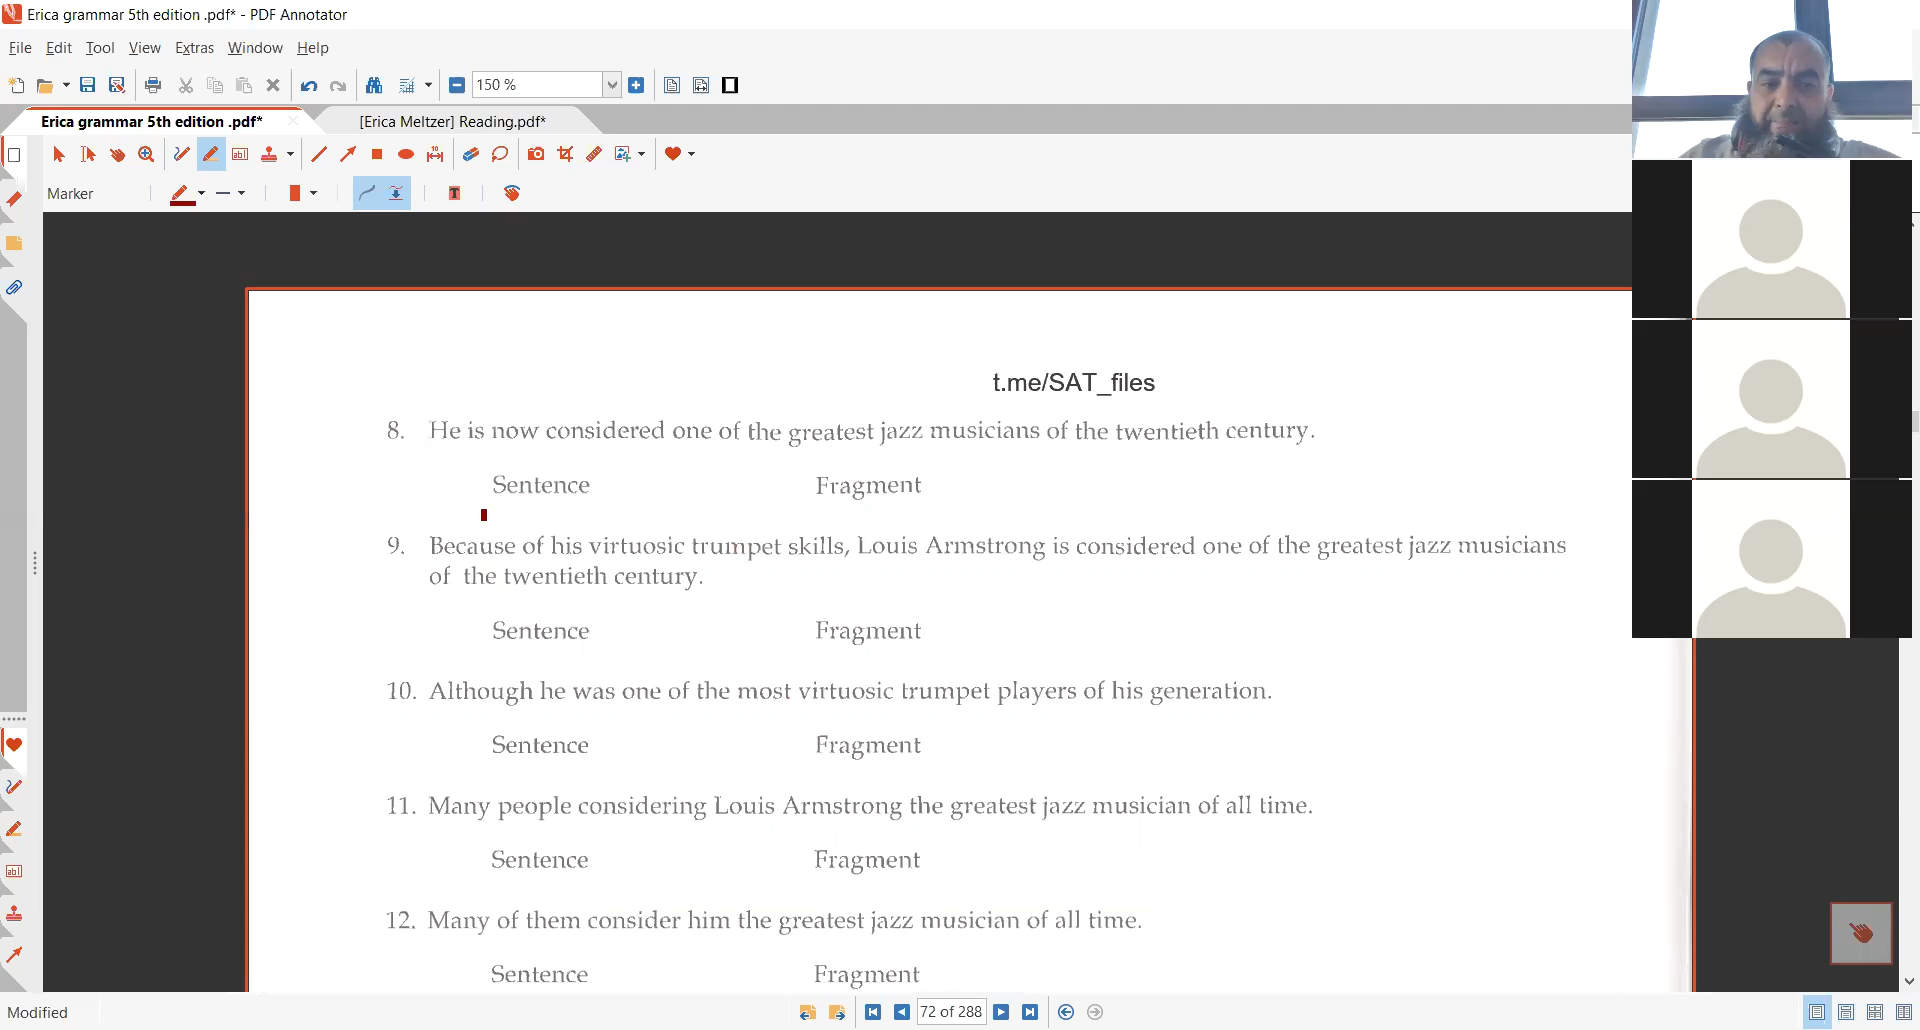 Erica grammar 5th edition .pdf* - PDF Annotator
File Edit Tool View Extras Window Help
150 %
Erica grammar 5th edition .pdf*
[Erica Meltzer] Reading.pdf*
Marker
t.me/SAT_files
8. He is now considered one of the greatest jazz musicians of the twentieth century.
Sentence Fragment
9. Because of his virtuosic trumpet skills, Louis Armstrong is considered one of the greatest jazz musicians
of the twentieth century.
Sentence Fragment
10. Although he was one of the most virtuosic trumpet players of his generation.
Sentence Fragment
11. Many people considering Louis Armstrong the greatest jazz musician of all time.
Sentence Fragment
12. Many of them consider him the greatest jazz musician of all time.
Sentence Fragment
Modified
72 of 288